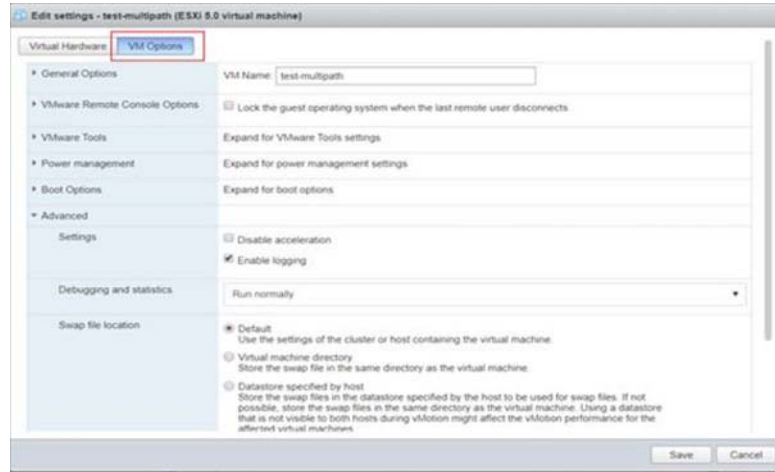 Edit settings - test-multipath (ESXi 5.0 virtual machine)
Virtual Hardware VM Options
General Options VM Name: test-multipath
VMware Remote Console Options Lock the guest operating system when the last remote user disconnects
VMware Tools Expand for VMware Tools settings
Power management Expand for power management settings
Boot Options Expand for boot options
Advanced
Settings Disable acceleration
Enable logging
Debugging and statistics Run normally
Swap file location Default
Use the settings of the cluster or host containing the virtual machine.
Virtual machine directory
Store the swap file in the same directory as the virtual machine.
Datastore specified by host
Store the swap files in the datastore specified by the host to be used for swap files. If not
possible, store the swap files in the same directory as the virtual machine. Using a datastore
that is not visible to both hosts during vMotion might affect the vMotion performance for the
affected virtual machines.
Save Cancel